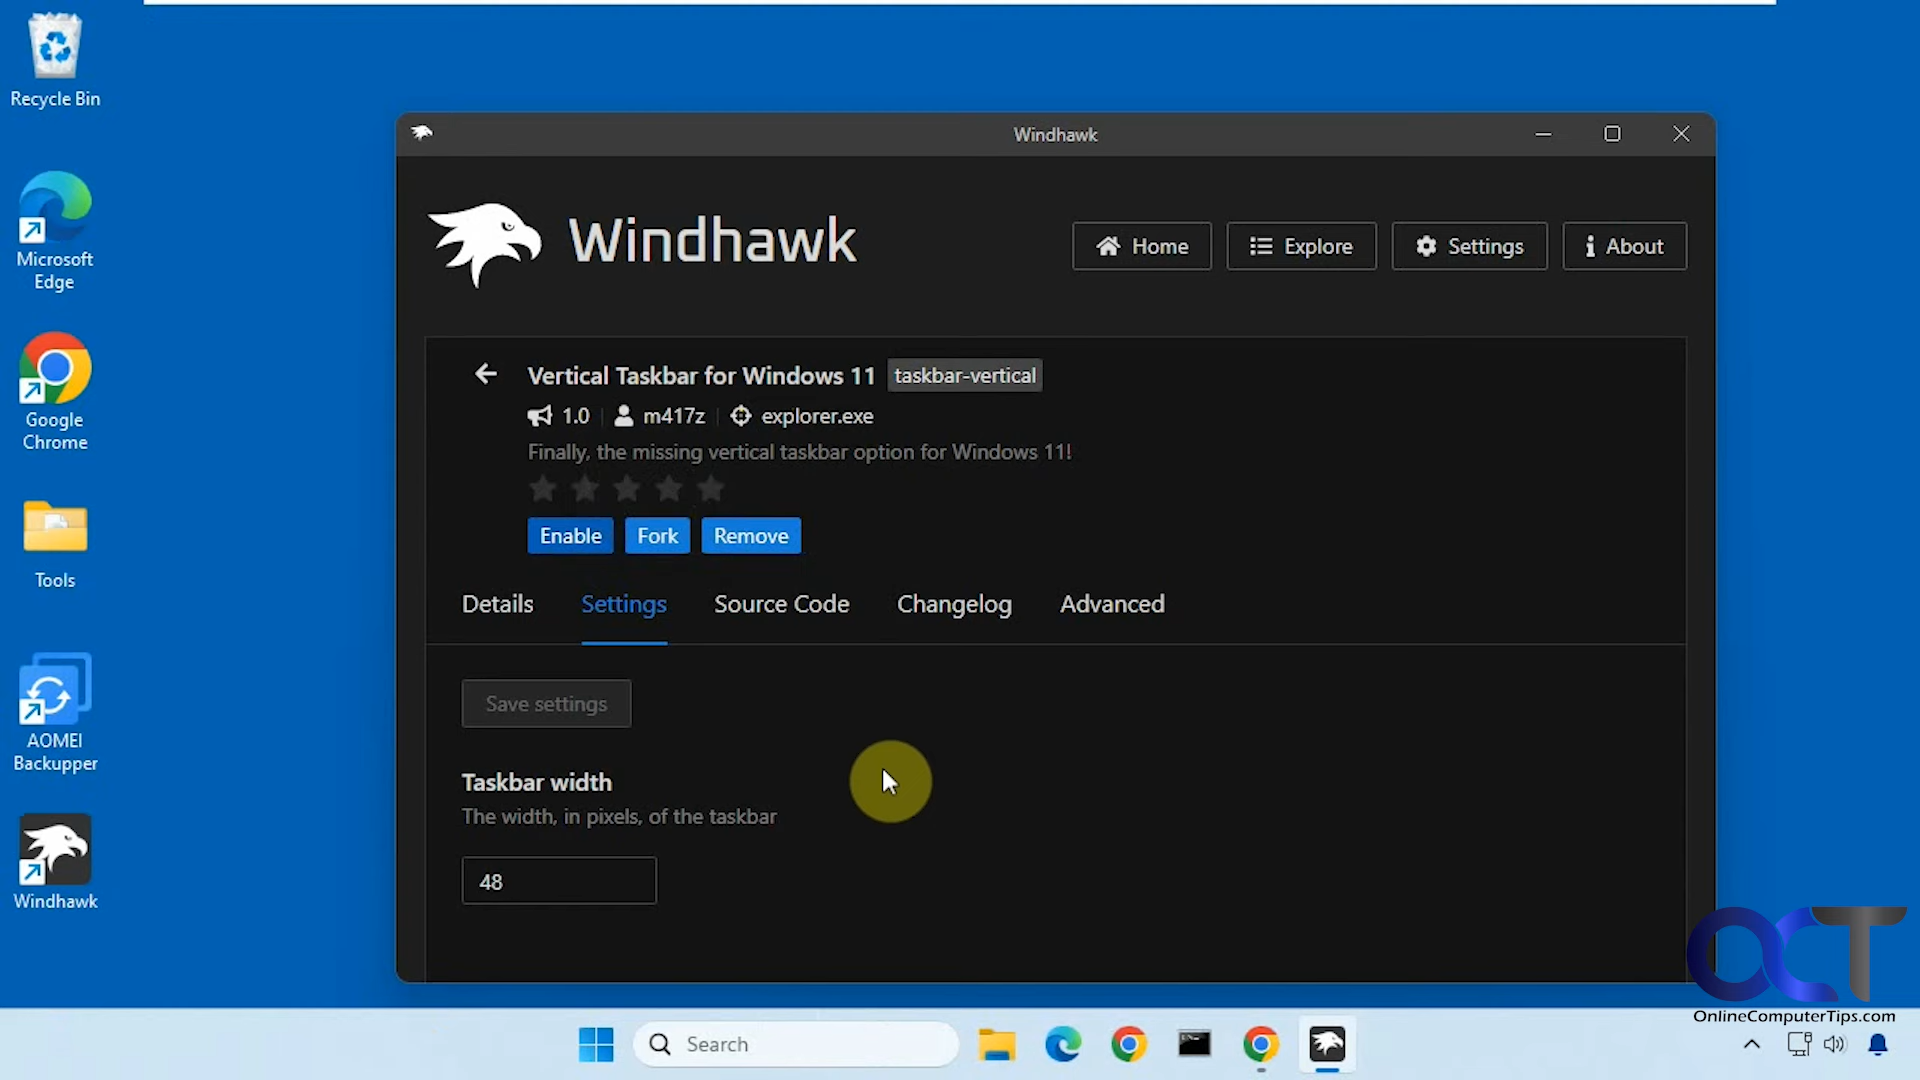 Recycle Bin
Microsoft
Edge
Google
Chrome
Tools
AOMEI
Backupper
Windhawk
Windhawk
Windhawk
Home
Explore
Settings
About
Vertical Taskbar for Windows 11 taskbar-vertical
1.0 m417z explorer.exe
Finally, the missing vertical taskbar option for Windows 11!
Enable Fork Remove
Details Settings Source Code Changelog Advanced
Save settings
Taskbar width
The width, in pixels, of the taskbar
48
OCT
OnlineComputerTips.com
Search